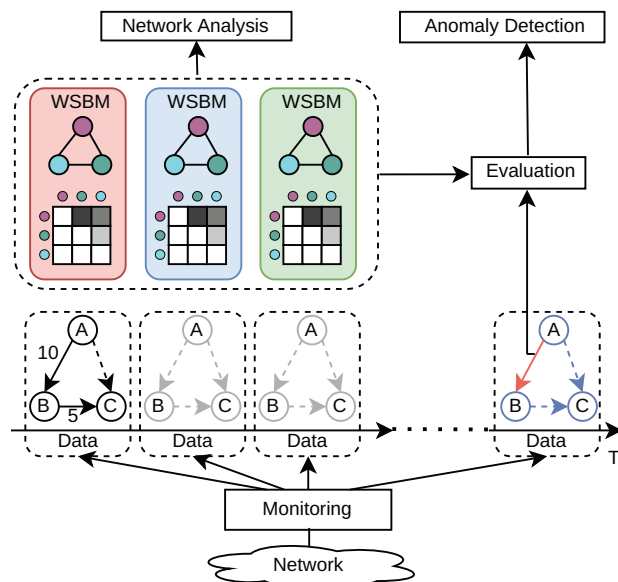 Network Analysis
Anomaly Detection
WSBM
WSBM
WSBM
Evaluation
A
10
B
5
C
A
B
C
A
B
C
A
B
C
Data
Data
Data
Data
T
Monitoring
Network